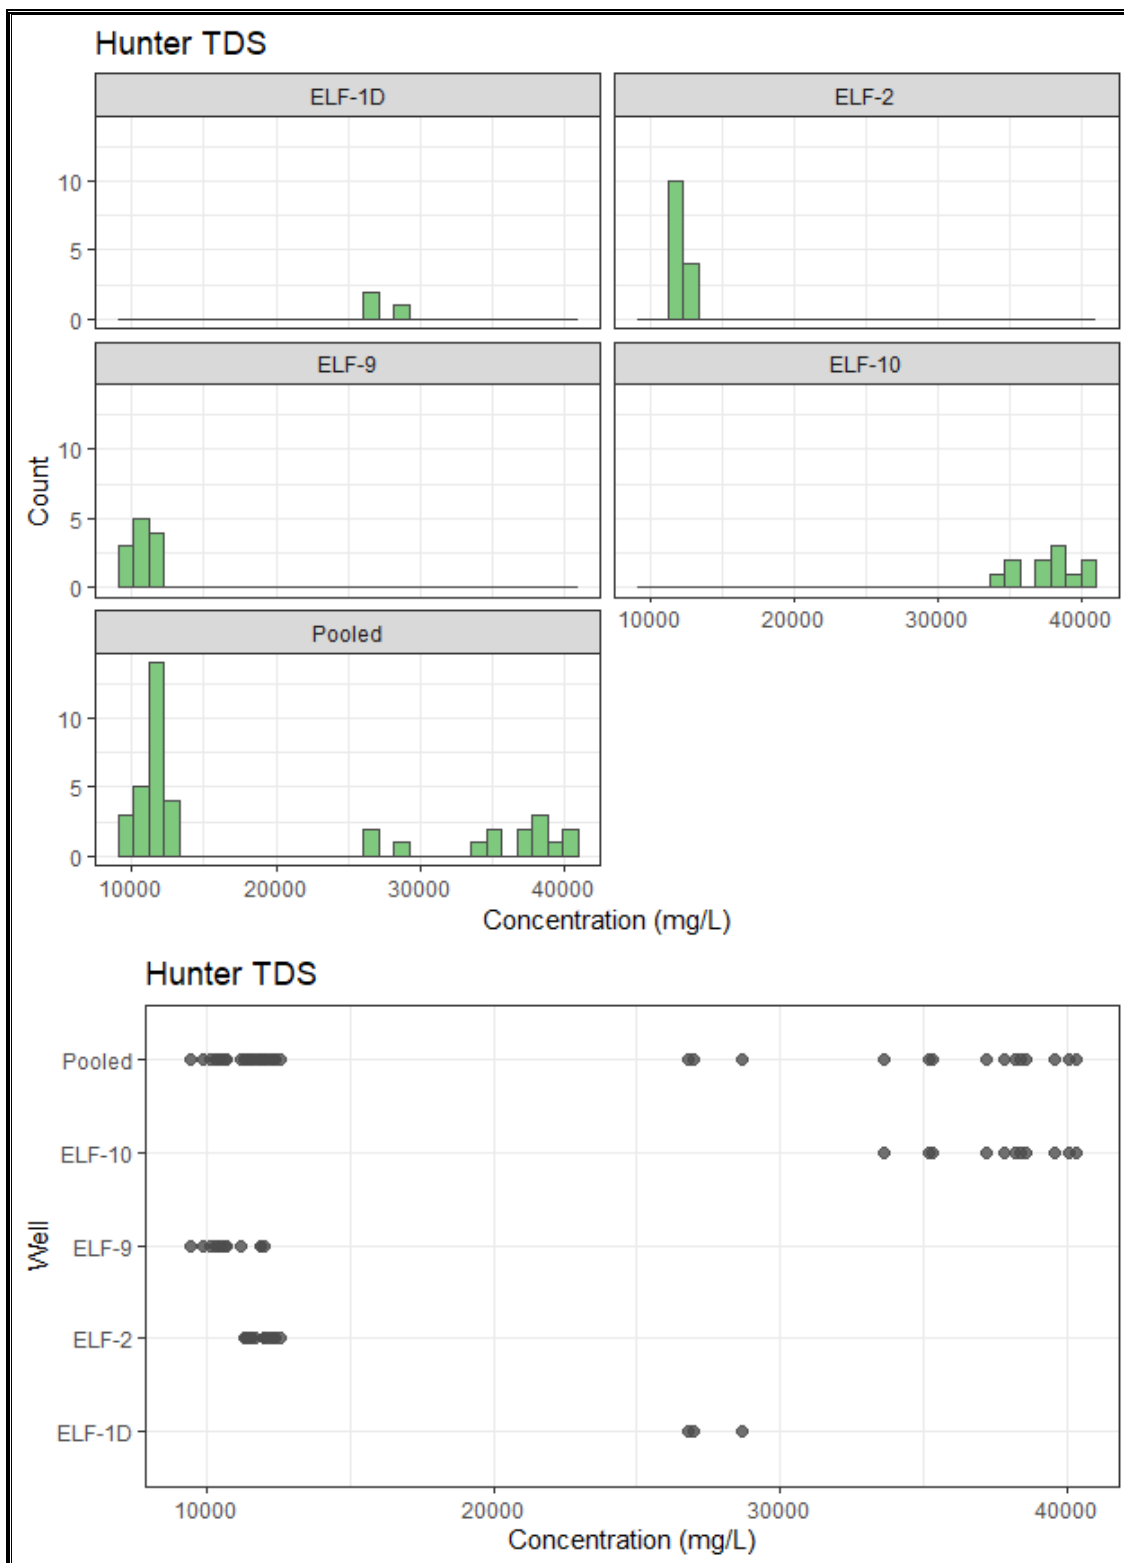 Hunter TDS
ELF-1D
ELF-2
10
5
0
ELF-9
ELF-10
Count
10
5
0
10000 20000 30000 40000
Pooled
10
5
0
10000 20000 30000 40000
Concentration (mg/L)
Hunter TDS
Well
Pooled
ELF-10
ELF-9
ELF-2
ELF-1D
10000 20000 30000 40000
Concentration (mg/L)